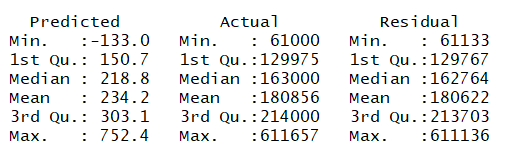 Predicted Actual Residual
Min. :-133.0 Min. : 61000 Min. : 61133
1st Qu.: 150.7 1st Qu.:129975 1st Qu.:129767
Median : 218.8 Median :163000 Median :162764
Mean : 234.2 Mean :180856 Mean :180622
3rd Qu.: 303.1 3rd Qu.:214000 3rd Qu.:213703
Max. : 752.4 Max. :611657 Max. :611136